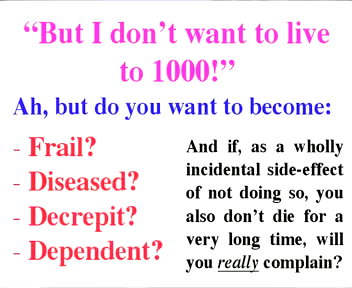 “But I don’t want to live
to 1000!”
Ah, but do you want to become:
- Frail?
- Diseased?
- Decrepit?
- Dependent?
And if, as a wholly
incidental side-effect
of not doing so, you
also don’t die for a
very long time, will
you really complain?